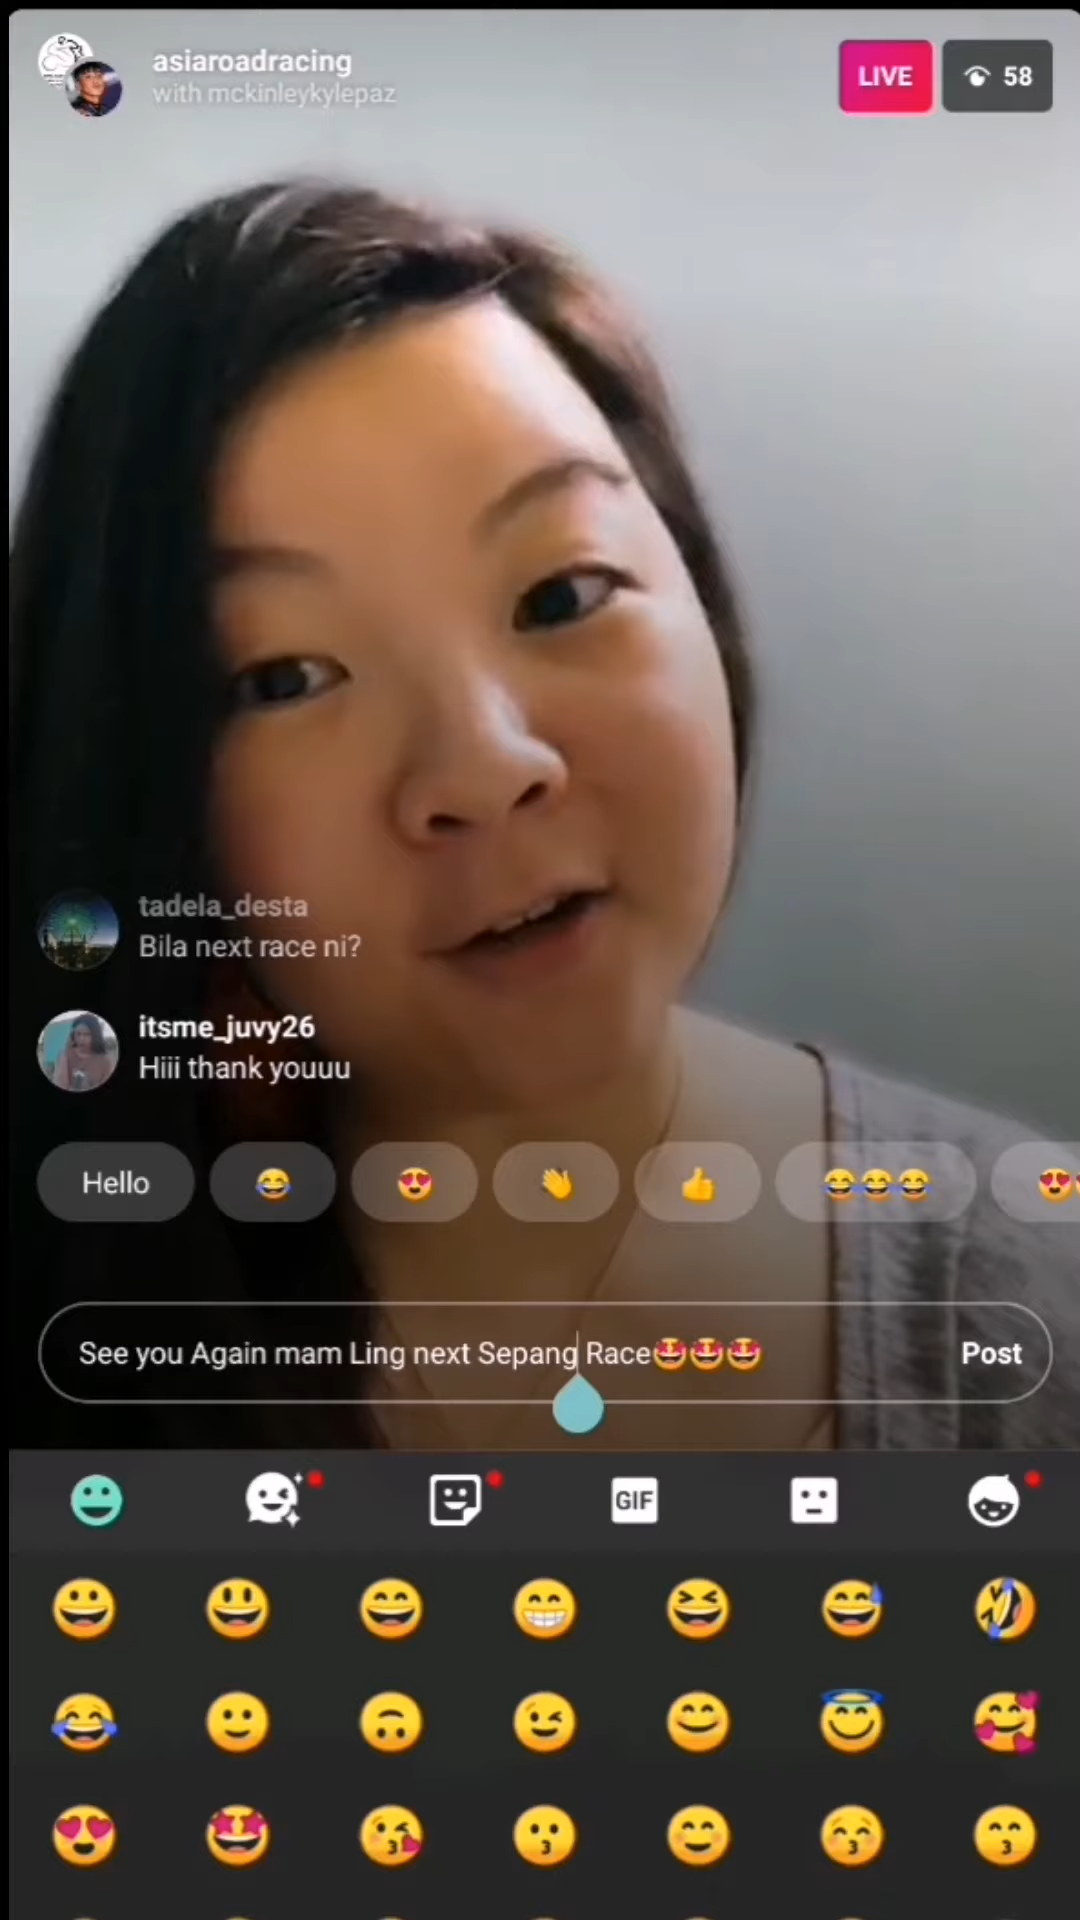 asiaroadracing
with mckinleykylepaz
LIVE
58
tadela_desta
Bila next race ni?
itsme_juvy26
Hiii thank youuu
Hello 😂 😍 👋 👍 😂😂😂 😍
See you Again mam Ling next Sepang Race🤩🤩🤩
Post
GIF